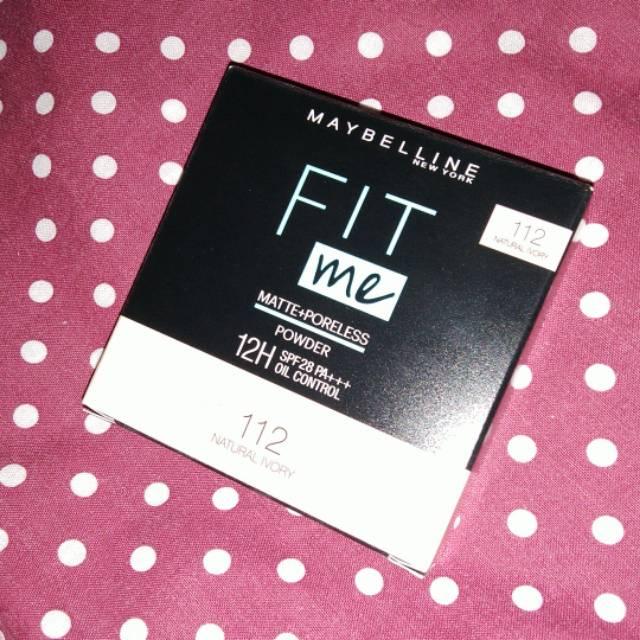 MAYBELLINE
NEW YORK
FIT
me
112
NATURAL IVORY
MATTE+PORELESS
POWDER
12H SPF28 PA+++
OIL CONTROL
112
NATURAL IVORY